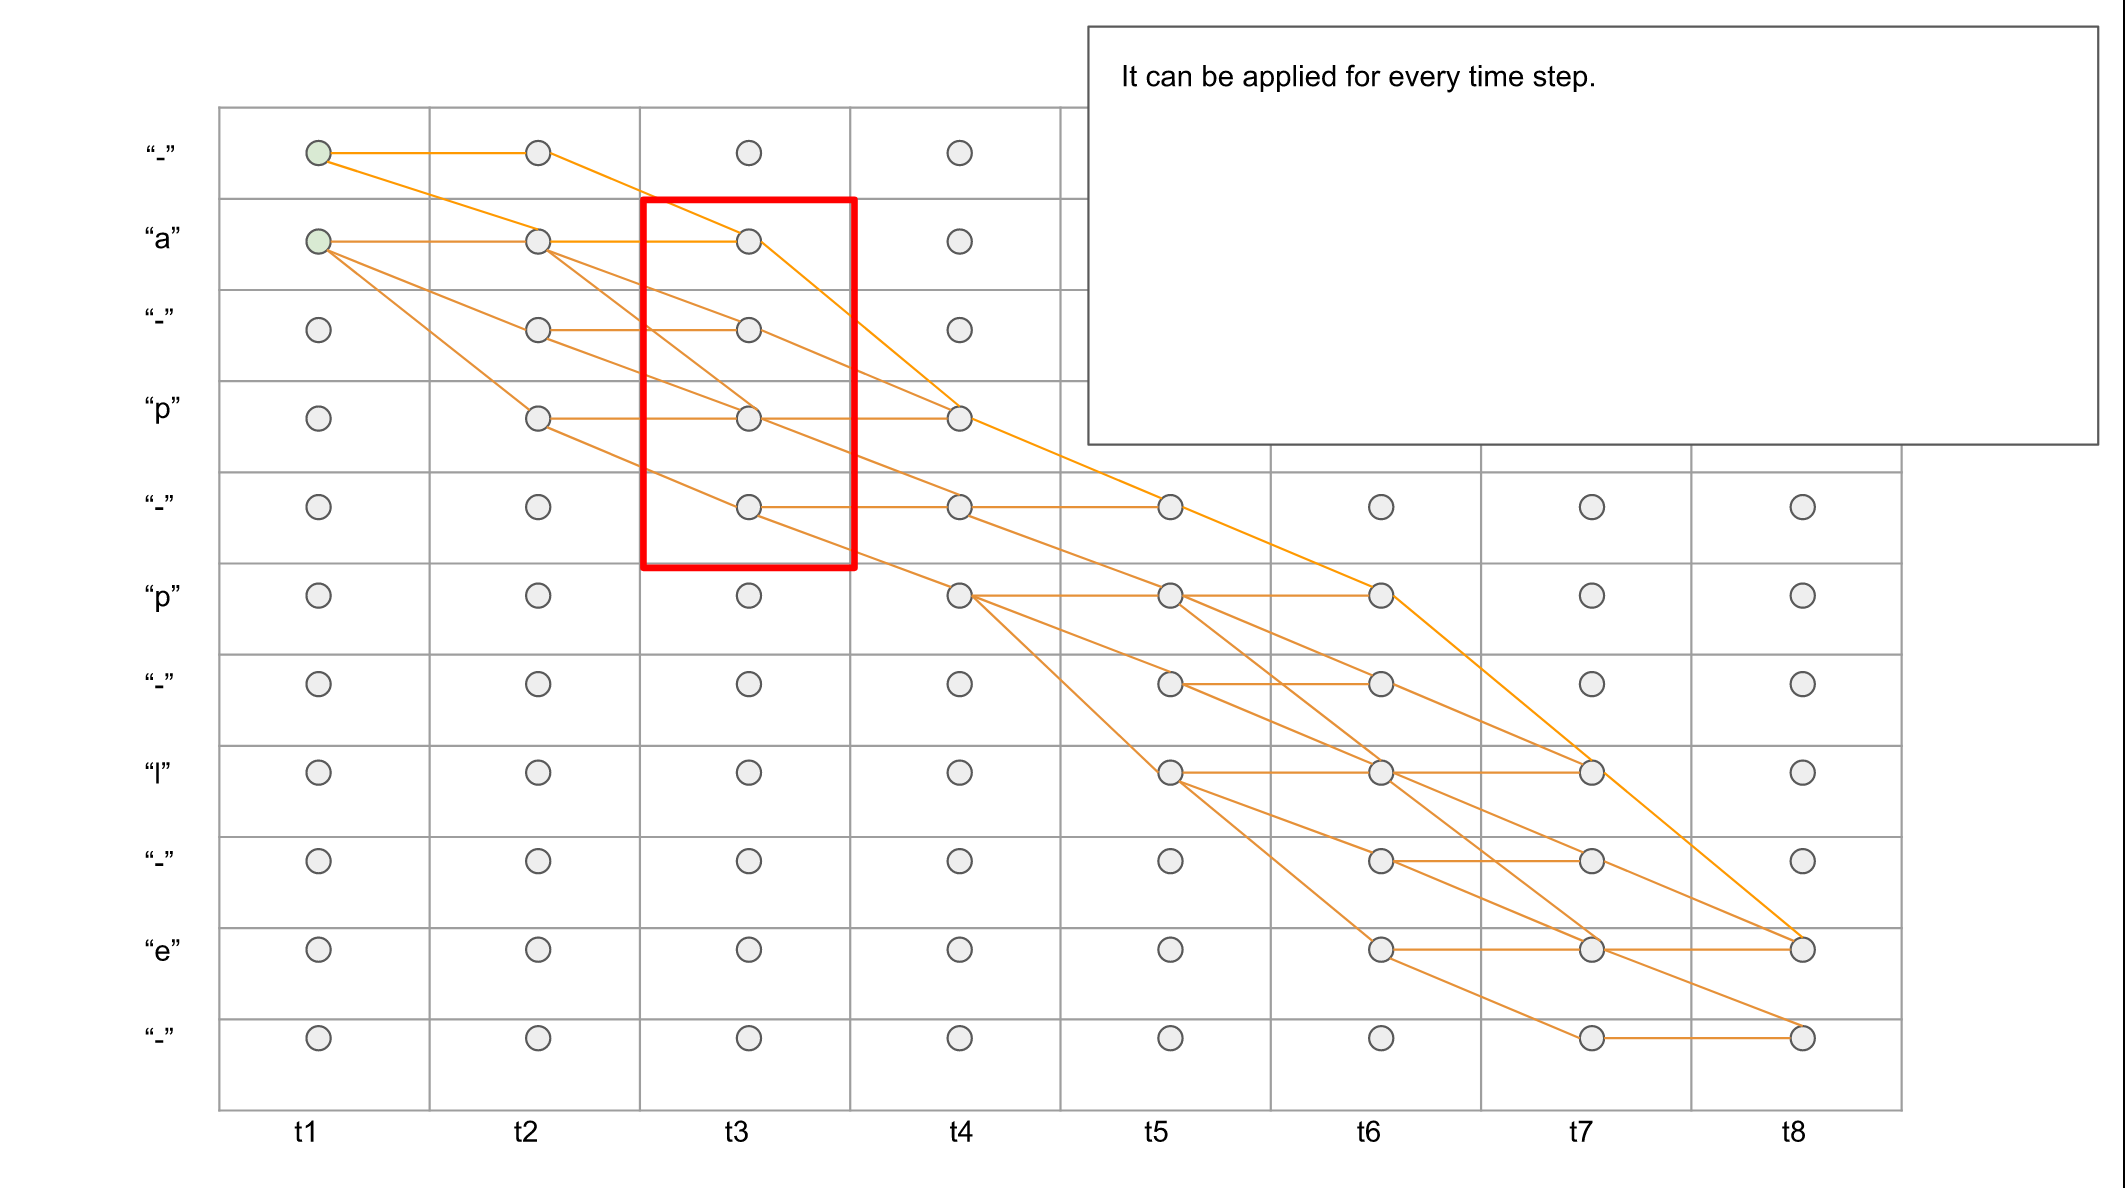 It can be applied for every time step.
“-”
“a”
“-”
“p”
“-”
“p”
“-”
“l”
“-”
“e”
“-”
t1 t2 t3 t4 t5 t6 t7 t8